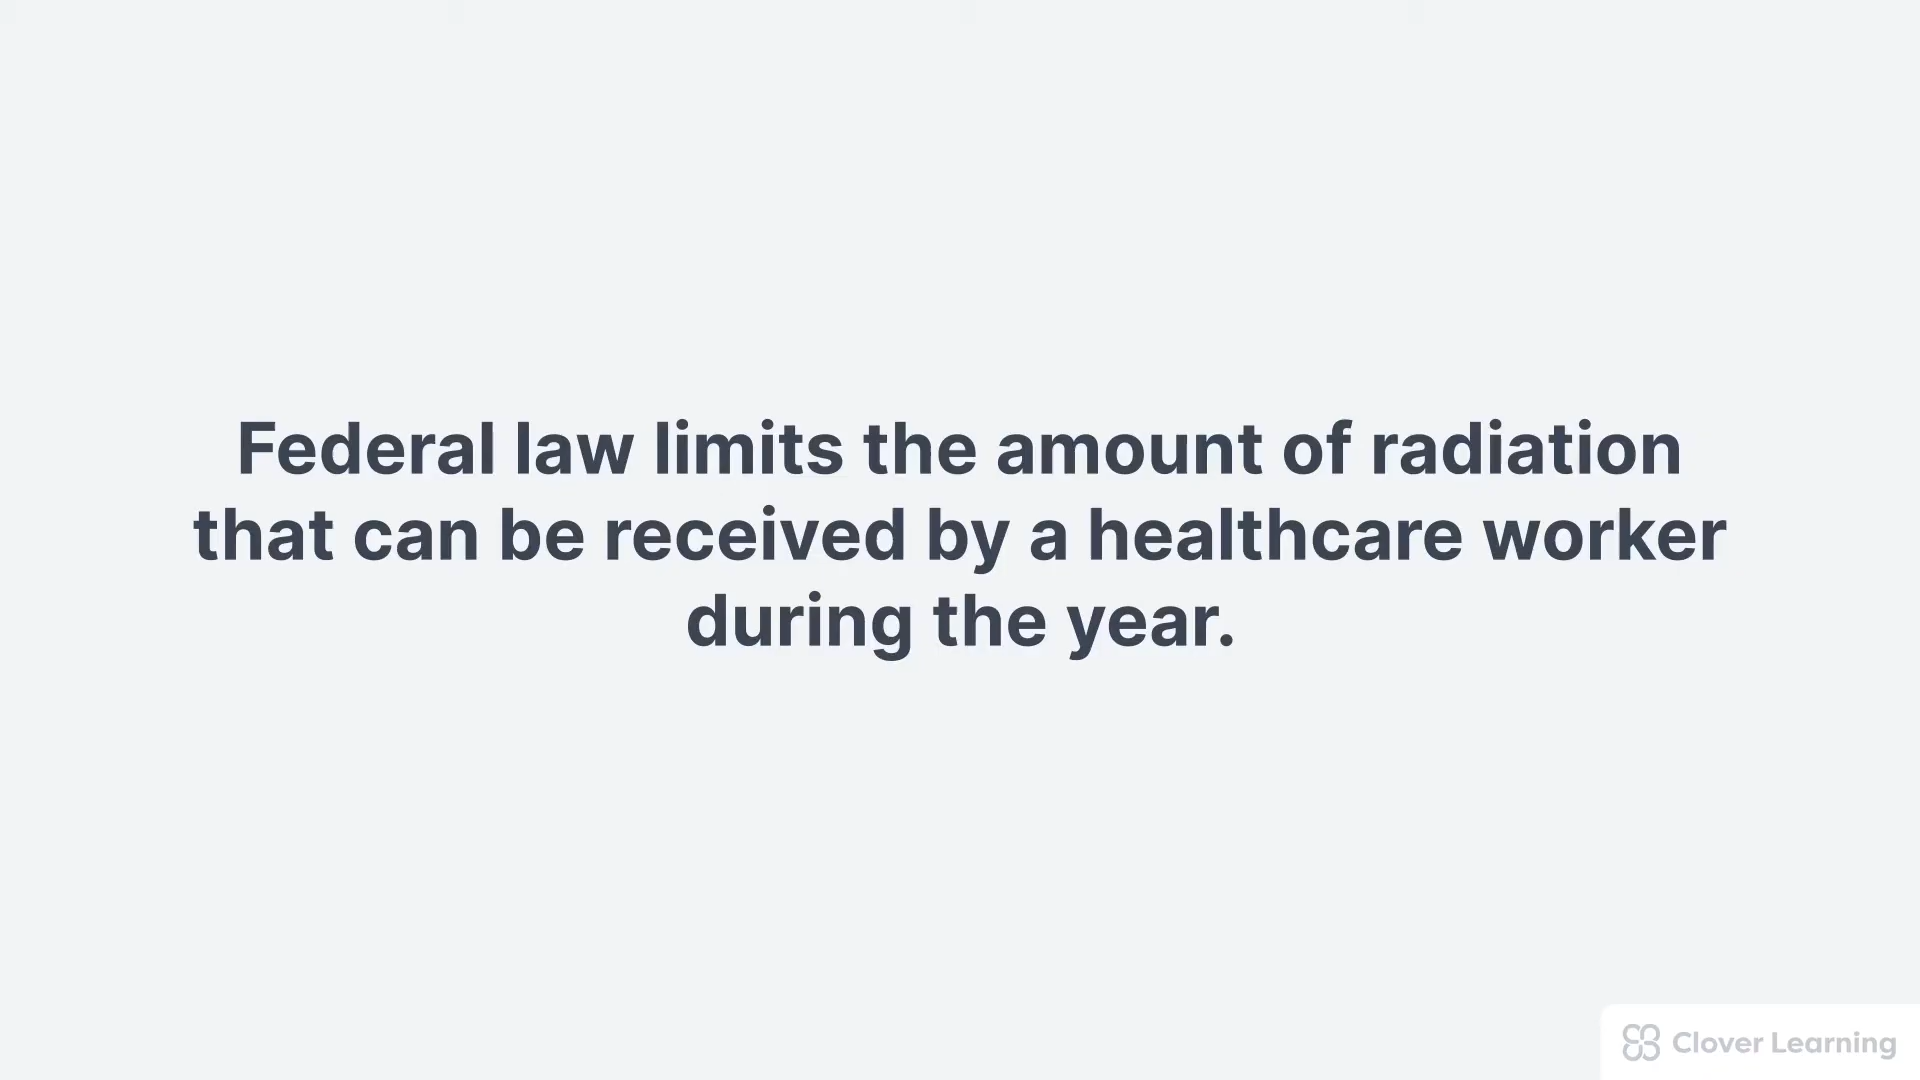 Federal law limits the amount of radiation
that can be received by a healthcare worker
during the year.
Clover Learning